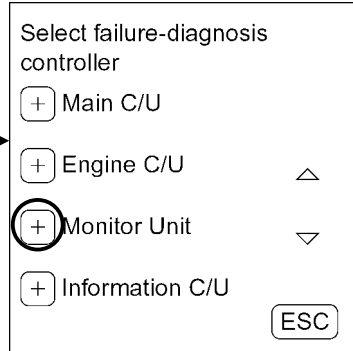 Select failure-diagnosis
controller
+ Main C/U
+ Engine C/U
+ Monitor Unit
+ Information C/U
ESC